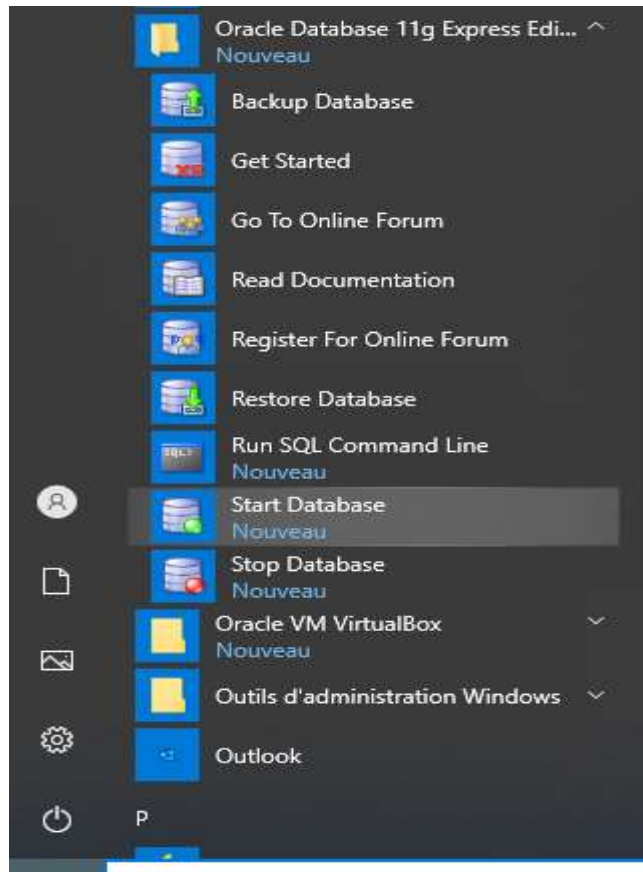 Oracle Database 11g Express Edi...
Nouveau
Backup Database
Get Started
Go To Online Forum
Read Documentation
Register For Online Forum
Restore Database
Run SQL Command Line
Nouveau
Start Database
Nouveau
Stop Database
Nouveau
Oracle VM VirtualBox
Nouveau
Outils d'administration Windows
Outlook
P